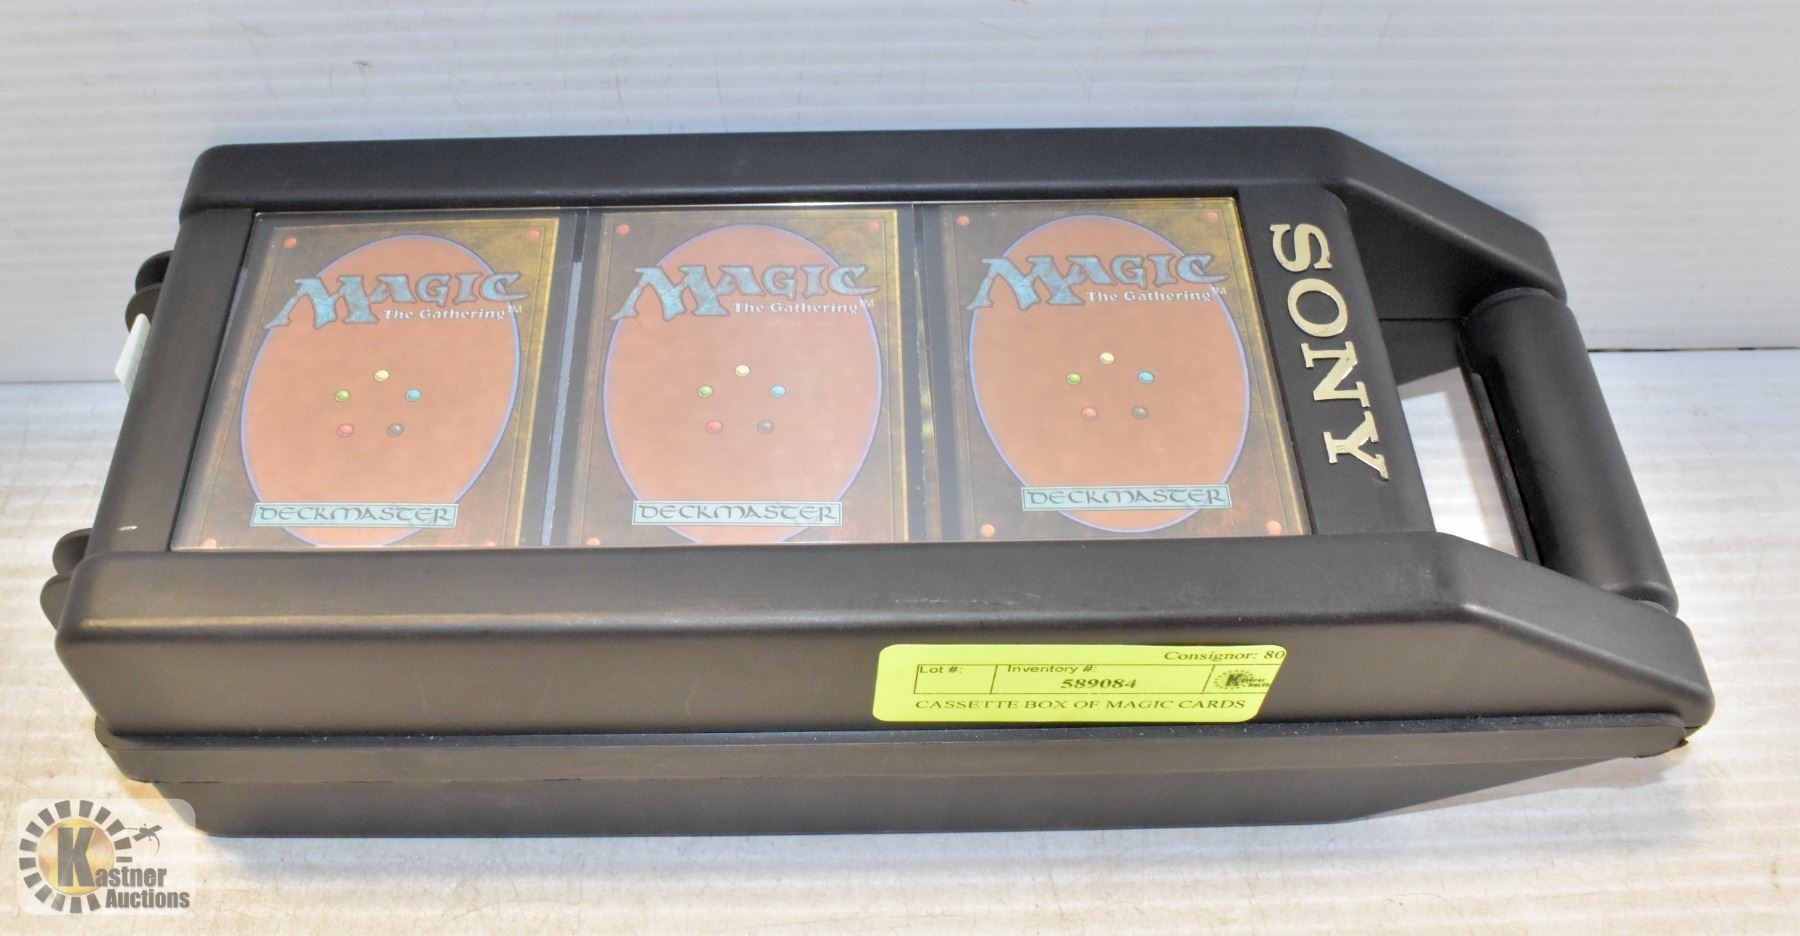 MAGIC
The Gathering™
DECKMASTER
MAGIC
The Gathering™
DECKMASTER
MAGIC
The Gathering™
DECKMASTER
SONY
Consignor: 80
Lot #: Inventory #:
589084
Kastner
CASSETTE BOX OF MAGIC CARDS
Kastner
Auctions